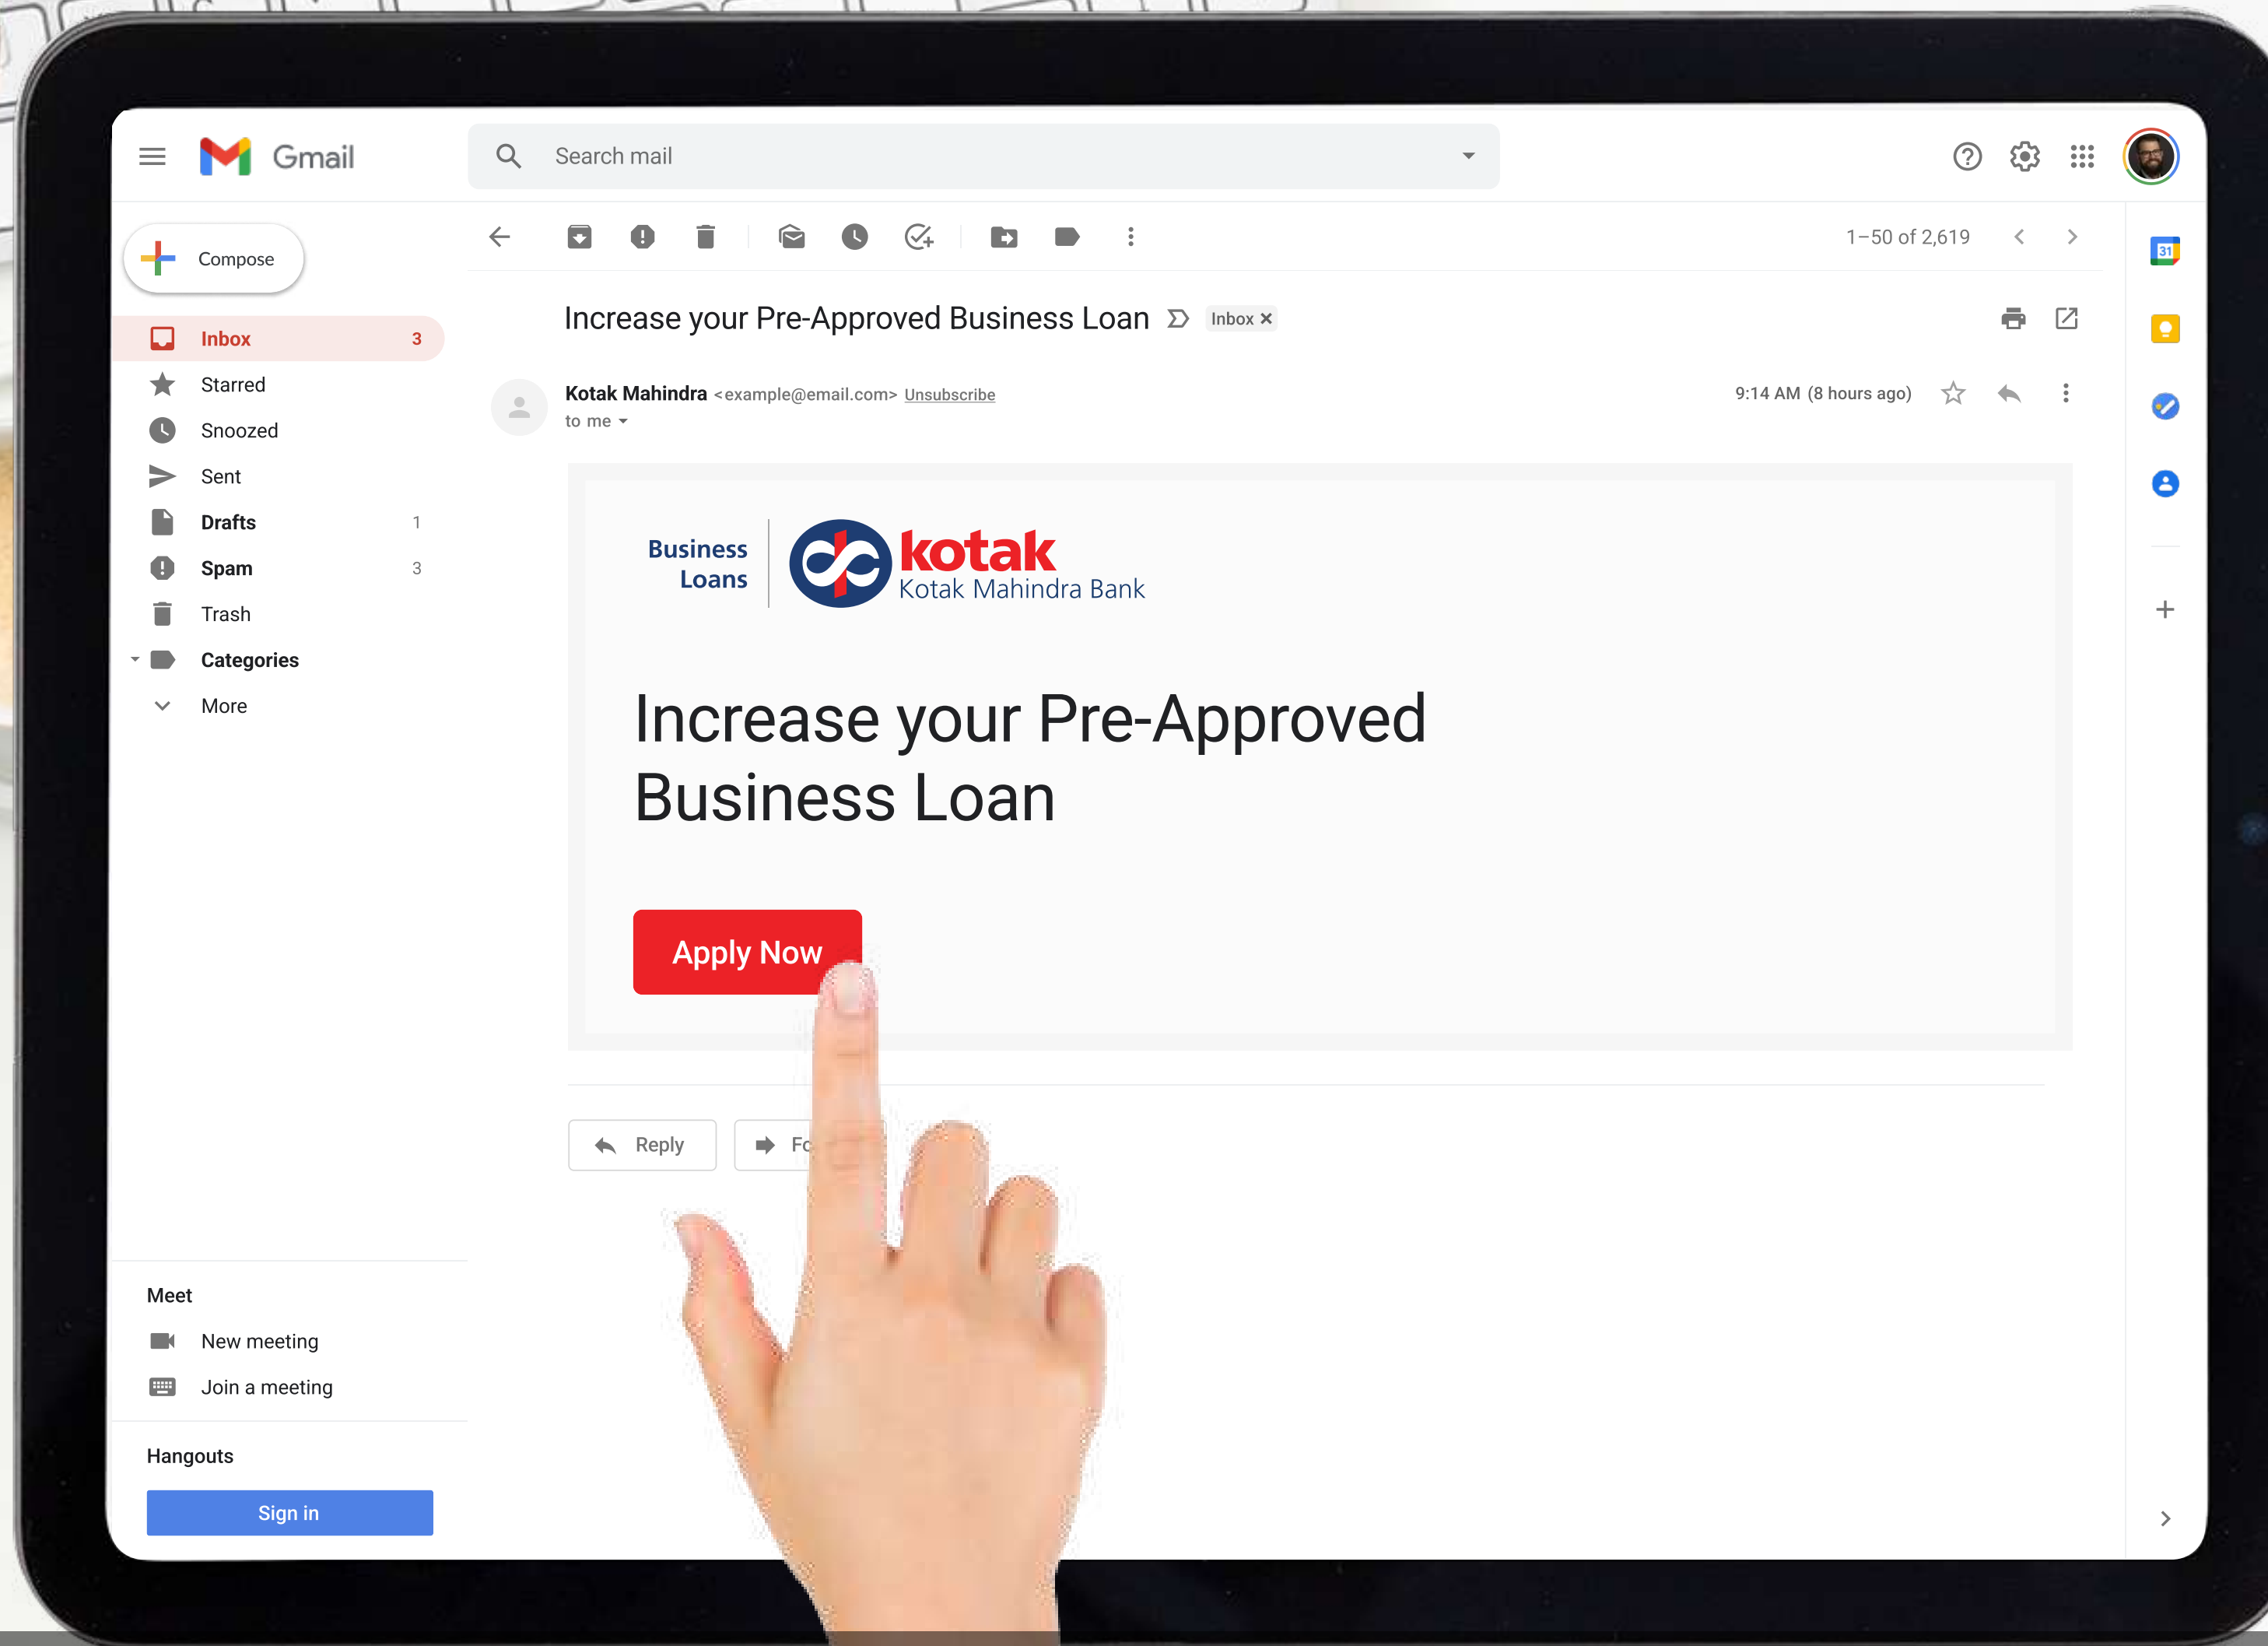 Gmail
Search mail
Compose
1–50 of 2,619
31
Inbox 3
Starred
Snoozed
Sent
Drafts 1
Spam 3
Trash
Categories
More
Increase your Pre-Approved Business Loan Inbox ×
Kotak Mahindra <example@email.com> Unsubscribe
9:14 AM (8 hours ago)
to me
Business
Loans
kotak
Kotak Mahindra Bank
Increase your Pre-Approved
Business Loan
Apply Now
Reply
Meet
New meeting
Join a meeting
Hangouts
Sign in